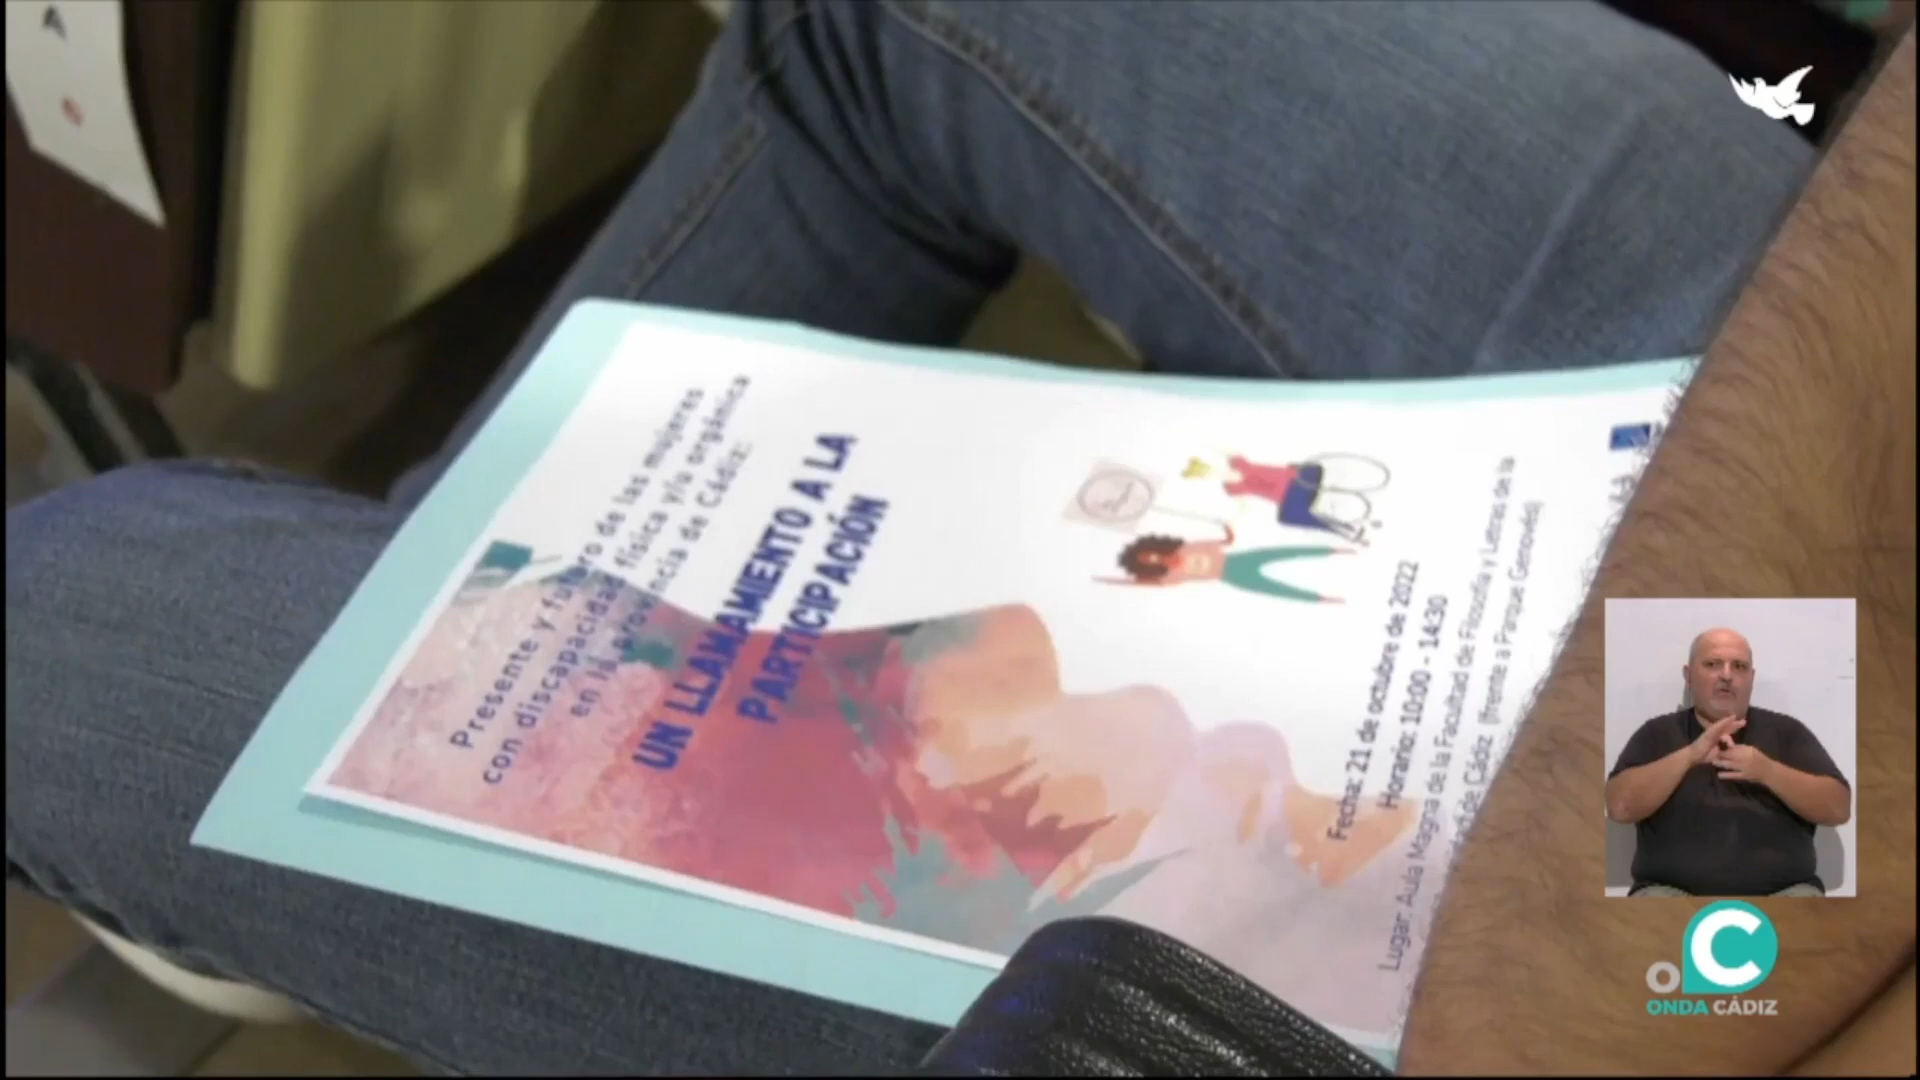 Presente y futuro de las mujeres
con discapacidad física y/u orgánica
en la provincia de Cádiz:
UN LLAMAMIENTO A LA
PARTICIPACIÓN
Fecha: 21 de octubre de 2022
Horario: 10:00 - 14:30
Lugar: Aula Magna de la Facultad de Filosofía y Letras de la
de Cádiz (frente a Parque Genovés)
C
ONDA CÁDIZ